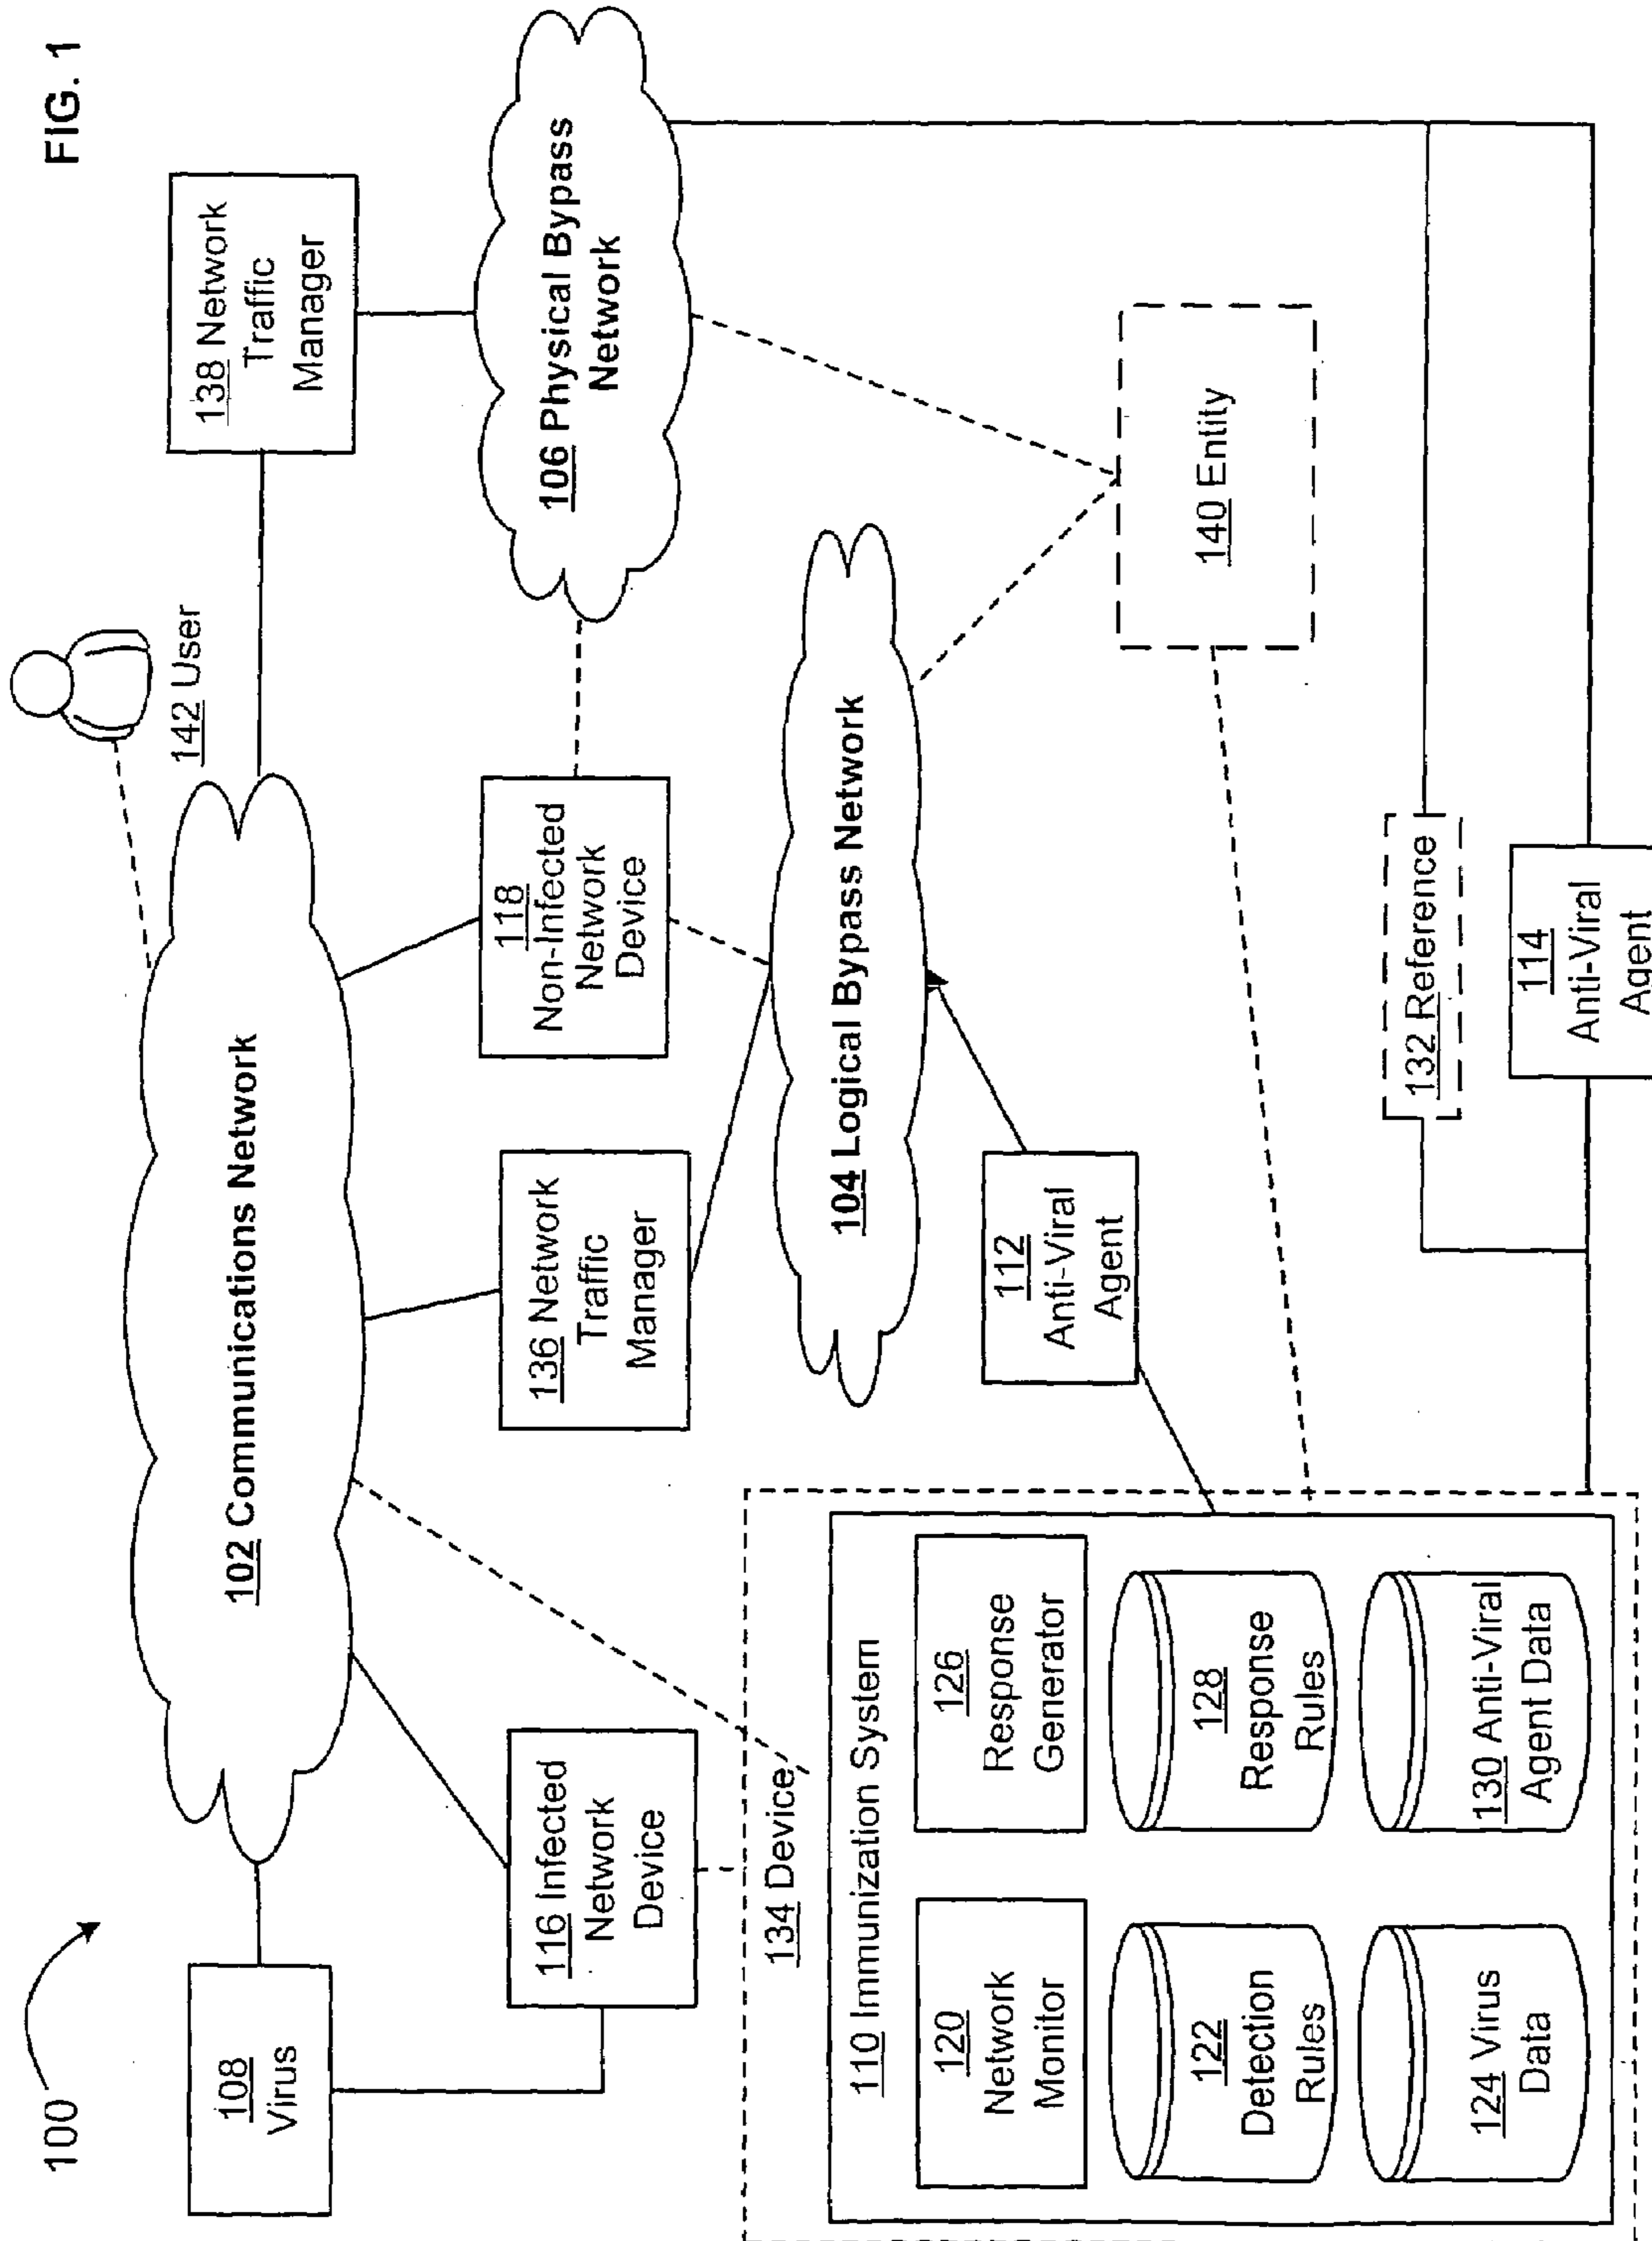 FIG. 1
100
142 User
108
Virus
102 Communications Network
138 Network
Traffic
Manager
116 Infected
Network
Device
136 Network
Traffic
Manager
118
Non-Infected
Network
Device
106 Physical Bypass
Network
134 Device
104 Logical Bypass Network
110 Immunization System
120
Network
Monitor
126
Response
Generator
112
Anti-Viral
Agent
140 Entity
122
Detection
Rules
128
Response
Rules
124 Virus
Data
130 Anti-Viral
Agent Data
132 Reference
114
Anti-Viral
Agent